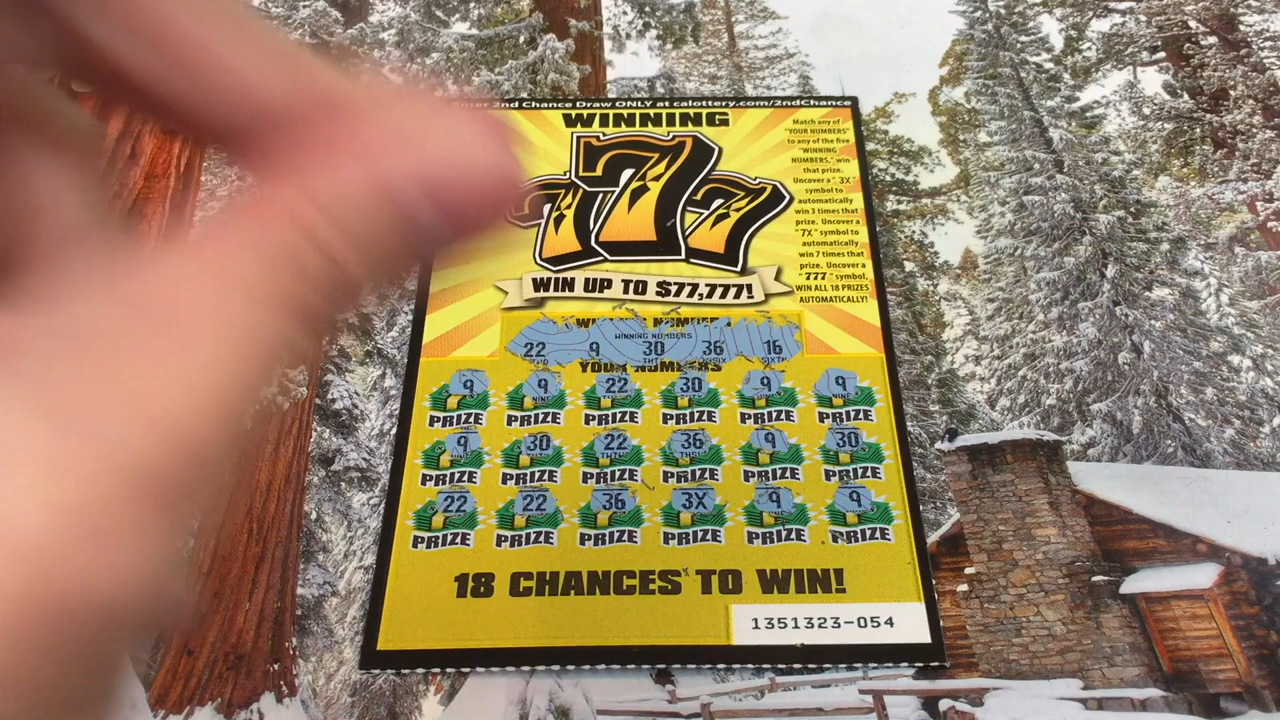 Enter 2nd Chance Draw ONLY at calottery.com/2ndChance
WINNING
777
WIN UP TO $77,777!
Match any of
"YOUR NUMBERS"
to any of the five
"WINNING
NUMBERS," win
that prize.
Uncover a "3X"
symbol to
automatically
win 3 times that
prize. Uncover a
"7X" symbol to
automatically
win 7 times that
prize. Uncover a
"777" symbol,
WIN ALL 18 PRIZES
AUTOMATICALLY!
WINNING NUMBERS
WINNING NUMBERS
22 9 30 36 16
YOUR NUMBERS
9 9 22 30 9 9
NINE NINE
PRIZE PRIZE PRIZE PRIZE PRIZE PRIZE
9 30 22 36 9 30
PRIZE PRIZE PRIZE PRIZE PRIZE PRIZE
22 22 36 3X 9 9
PRIZE PRIZE PRIZE PRIZE PRIZE PRIZE
18 CHANCES TO WIN!
1351323-054